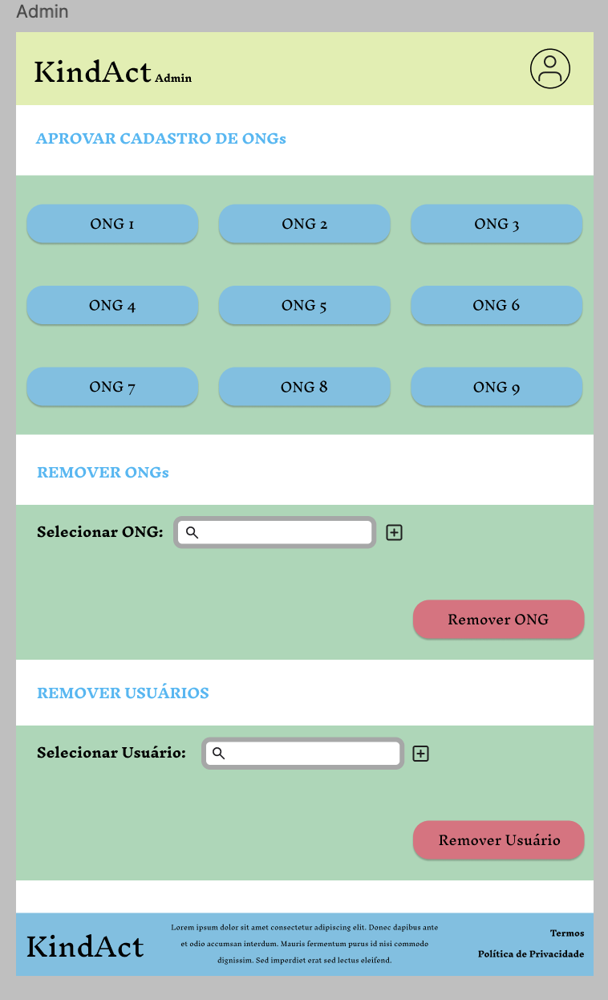 Admin
KindAct Admin
APROVAR CADASTRO DE ONGs
ONG 1
ONG 2
ONG 3
ONG 4
ONG 5
ONG 6
ONG 7
ONG 8
ONG 9
REMOVER ONGs
Selecionar ONG:
Remover ONG
REMOVER USUÁRIOS
Selecionar Usuário:
Remover Usuário
KindAct
Lorem ipsum dolor sit amet consectetur adipiscing elit. Donec dapibus ante
et odio accumsan interdum. Mauris fermentum purus id nisi commodo
dignissim. Sed imperdiet erat sed lectus eleifend.
Termos
Política de Privacidade